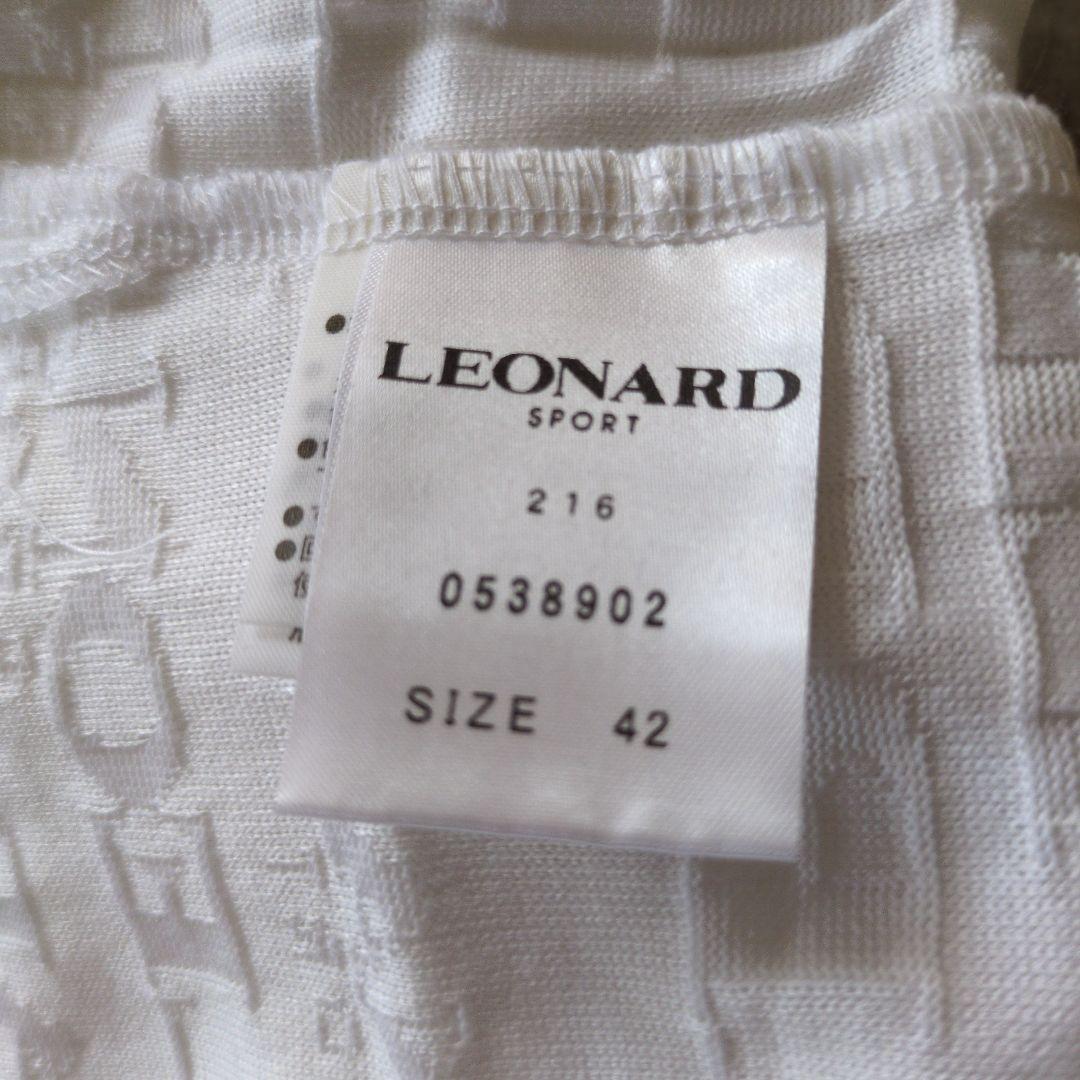 LEONARD
SPORT
216
0538902
SIZE 42